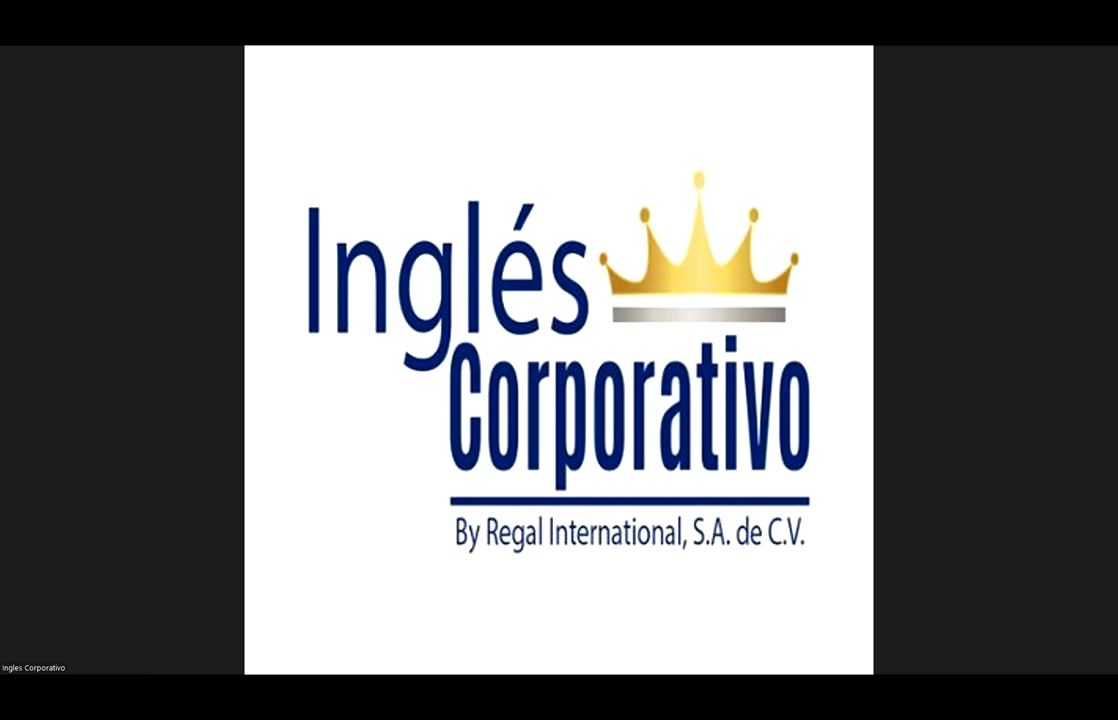 Inglés
Corporativo
By Regal International, S.A. de C.V.
Ingles Corporativo